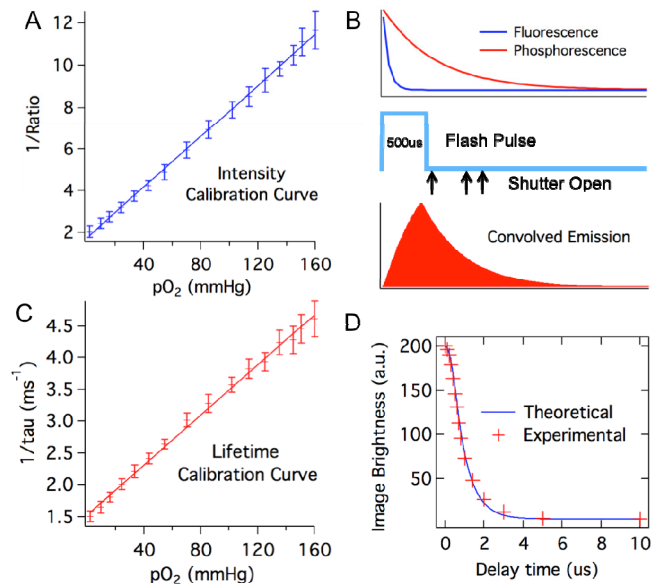 A
12
10
8
6
4
2
1/Ratio
Intensity
Calibration Curve
40 80 120 160
pO2 (mmHg)
B
Fluorescence
Phosphorescence
500us
Flash Pulse
Shutter Open
Convolved Emission
C
4.5
4.0
3.5
3.0
2.5
2.0
1.5
1/tau (ms-1)
Lifetime
Calibration Curve
40 80 120 160
pO2 (mmHg)
D
200
150
100
50
Image Brightness (a.u.)
Theoretical
Experimental
0 2 4 6 8 10
Delay time (us)